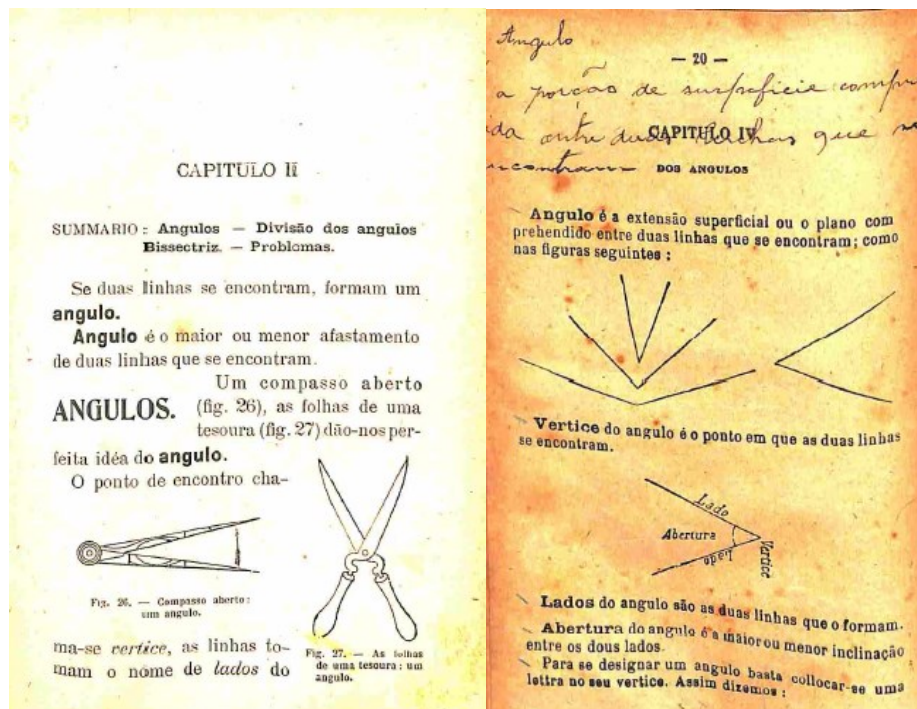 CAPITULO II
SUMMARIO : Angulos — Divisão dos angulos
Bissectriz. — Problemas.
Se duas linhas se encontram, formam um
angulo.
Angulo é o maior ou menor afastamento
de duas linhas que se encontram.
ANGULOS.
Um compasso aberto
(fig. 26), as folhas de uma
tesoura (fig. 27) dão-nos per-
feita idéa do angulo.
O ponto de encontro cha-
Fig. 26. — Compasso aberto :
um angulo.
Fig. 27. — As folhas
de uma tesoura : um
angulo.
ma-se vertice, as linhas to-
mam o nome de lados do
Angulo
— 20 —
a porção de surpraficie compr
da entre duas linhas que s
encontram
CAPITULO IV
DOS ANGULOS
Angulo é a extensão superficial ou o plano com
prehendido entre duas linhas que se encontram ; como
nas figuras seguintes :
Vertice do angulo é o ponto em que as duas linhas
se encontram.
Lado
Abertura
Lado
Vertice
Lados do angulo são as duas linhas que o formam.
Abertura do angulo é a maior ou menor inclinação
entre os dous lados.
Para se designar um angulo basta collocar-se uma
lettra no seu vertice. Assim dizemos :